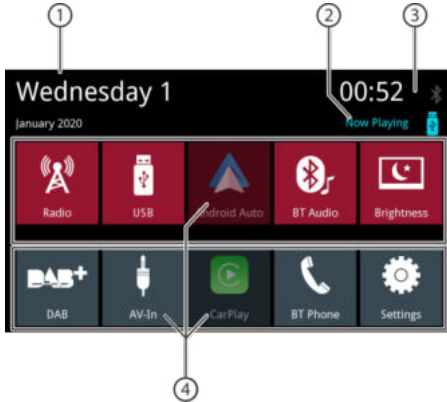 1 2 3
Wednesday 1 00:52
January 2020 Now Playing
Radio USB Android Auto BT Audio Brightness
DAB+
DAB AV-In CarPlay BT Phone Settings
4